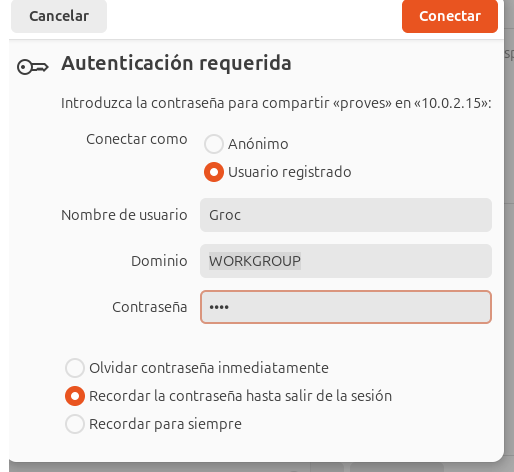 Cancelar
Conectar
Autenticación requerida
Introduzca la contraseña para compartir «proves» en «10.0.2.15»:
Conectar como
Anónimo
Usuario registrado
Nombre de usuario Groc
Dominio WORKGROUP
Contraseña ••••
Olvidar contraseña inmediatamente
Recordar la contraseña hasta salir de la sesión
Recordar para siempre